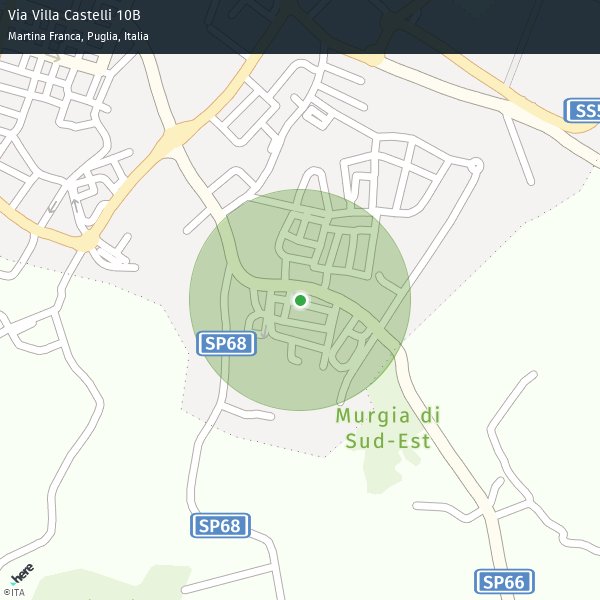 Via Villa Castelli 10B
Martina Franca, Puglia, Italia
SS5
SP68
Murgia di
Sud-Est
SP68
SP66
here
©ITA